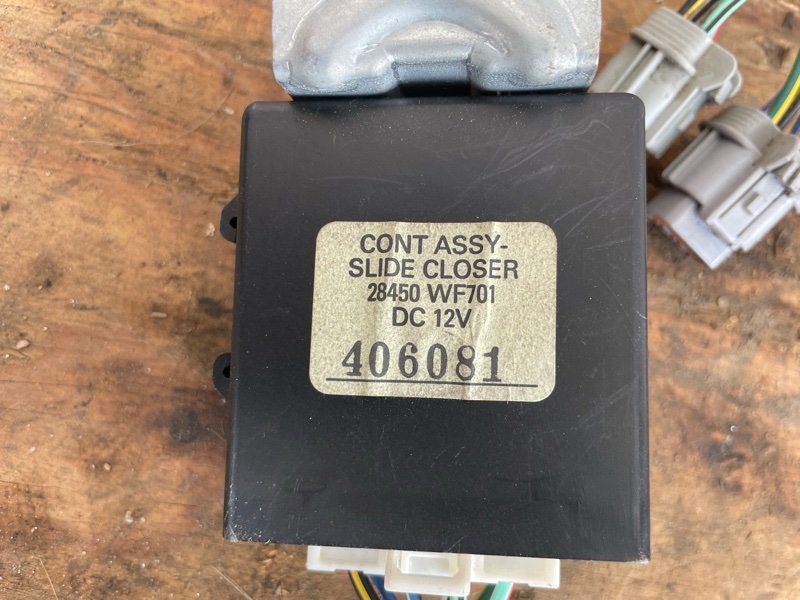 CONT ASSY-
SLIDE CLOSER
28450 WF701
DC 12V
406081